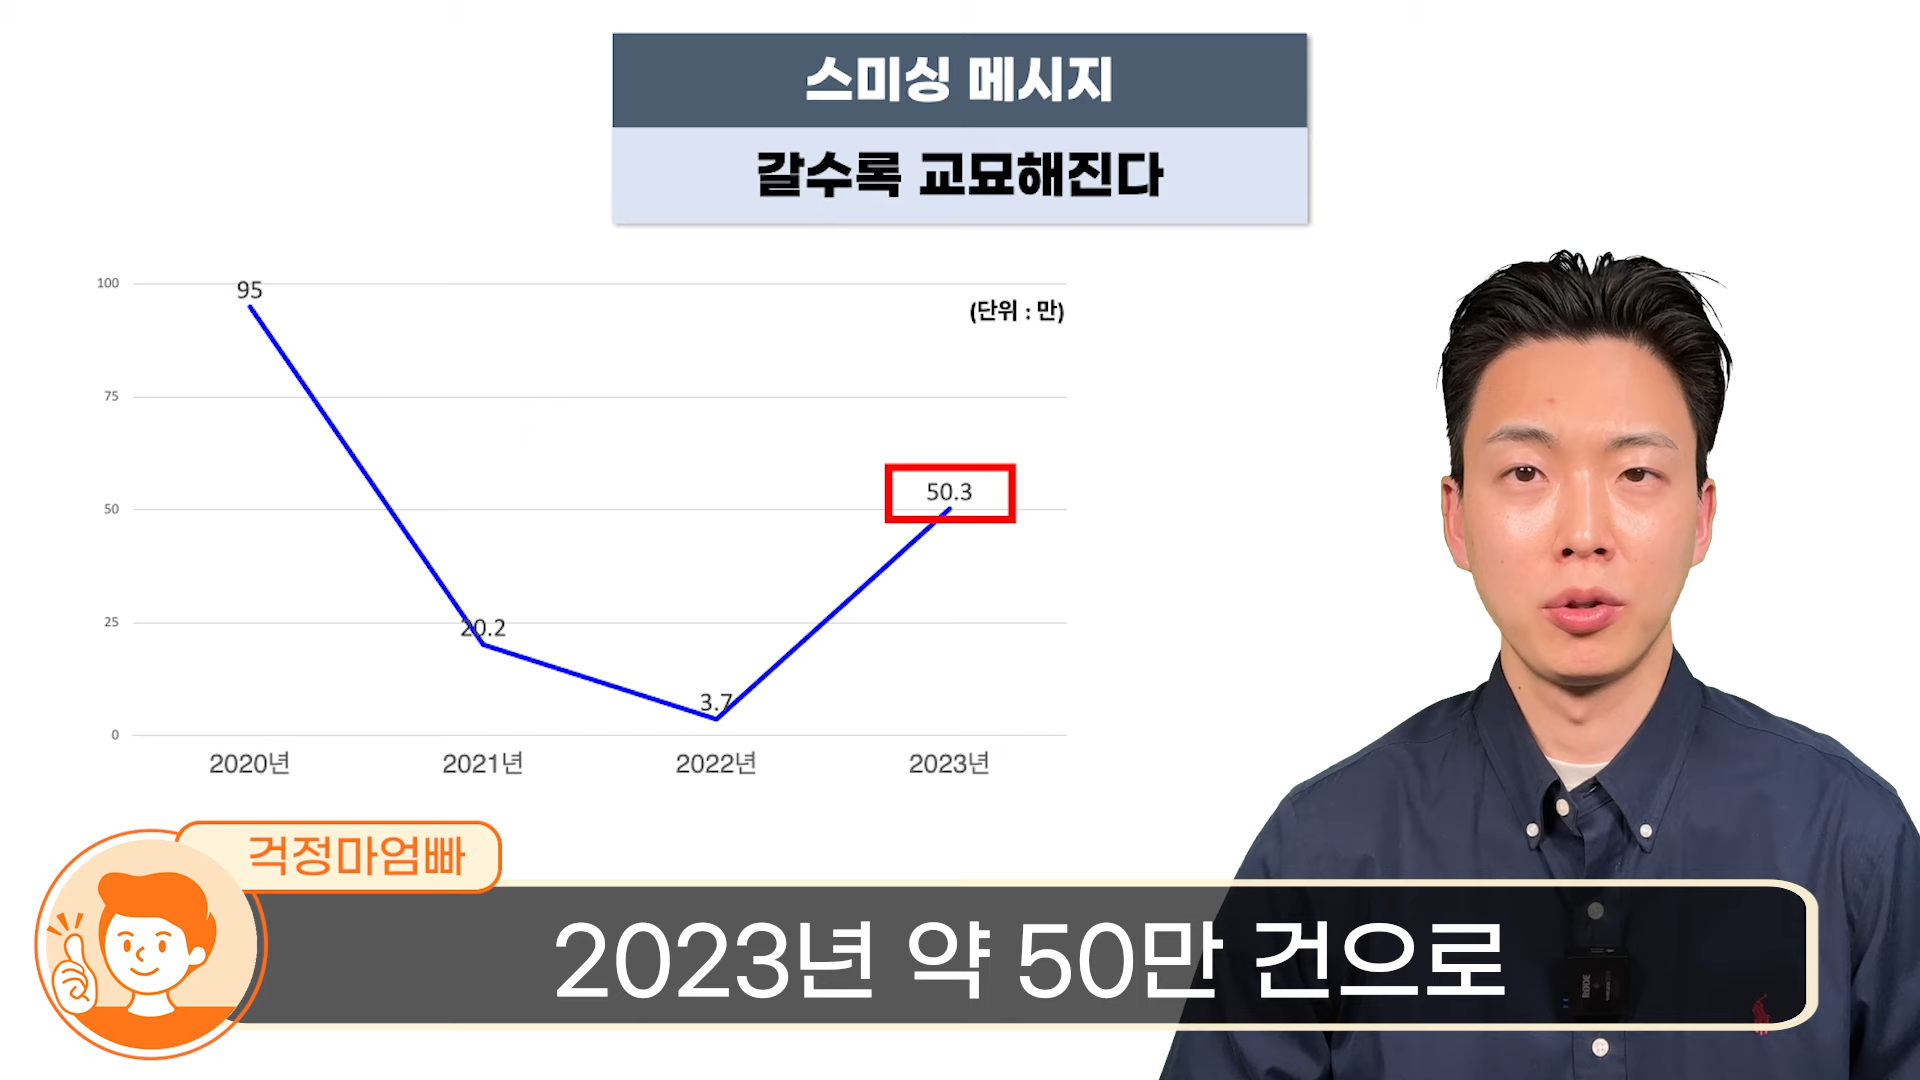 스미싱 메시지
갈수록 교묘해진다
(단위 : 만)
100
75
50
25
0
95
20.2
3.7
50.3
2020년
2021년
2022년
2023년
걱정마엄빠
2023년 약 50만 건으로
RØDE